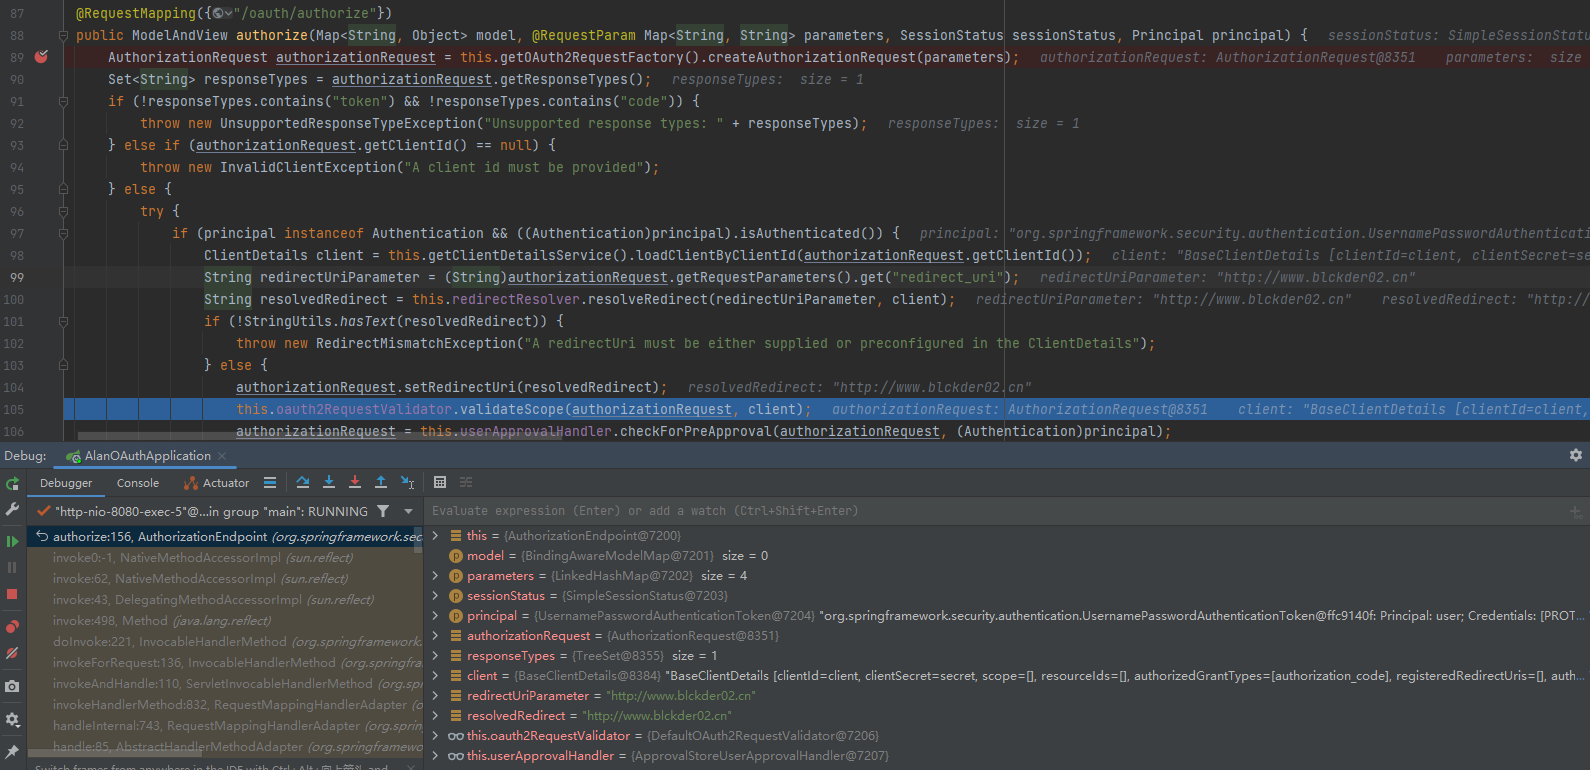 87 @RequestMapping({"/oauth/authorize"})
88 public ModelAndView authorize(Map<String, Object> model, @RequestParam Map<String, String> parameters, SessionStatus sessionStatus, Principal principal) { sessionStatus: SimpleSessionStatu
89 AuthorizationRequest authorizationRequest = this.getOAuth2RequestFactory().createAuthorizationRequest(parameters); authorizationRequest: AuthorizationRequest@8351 parameters: size
90 Set<String> responseTypes = authorizationRequest.getResponseTypes(); responseTypes: size = 1
91 if (!responseTypes.contains("token") && !responseTypes.contains("code")) {
92 throw new UnsupportedResponseTypeException("Unsupported response types: " + responseTypes); responseTypes: size = 1
93 } else if (authorizationRequest.getClientId() == null) {
94 throw new InvalidClientException("A client id must be provided");
95 } else {
96 try {
97 if (principal instanceof Authentication && ((Authentication)principal).isAuthenticated()) { principal: "org.springframework.security.authentication.UsernamePasswordAuthenticati
98 ClientDetails client = this.getClientDetailsService().loadClientByClientId(authorizationRequest.getClientId()); client: "BaseClientDetails [clientId=client, clientSecret=se
99 String redirectUriParameter = (String)authorizationRequest.getRequestParameters().get("redirect_uri"); redirectUriParameter: "http://www.blckder02.cn"
100 String resolvedRedirect = this.redirectResolver.resolveRedirect(redirectUriParameter, client); redirectUriParameter: "http://www.blckder02.cn" resolvedRedirect: "http://
101 if (!StringUtils.hasText(resolvedRedirect)) {
102 throw new RedirectMismatchException("A redirectUri must be either supplied or preconfigured in the ClientDetails");
103 } else {
104 authorizationRequest.setRedirectUri(resolvedRedirect); resolvedRedirect: "http://www.blckder02.cn"
105 this.oauth2RequestValidator.validateScope(authorizationRequest, client); authorizationRequest: AuthorizationRequest@8351 client: "BaseClientDetails [clientId=client,
106 authorizationRequest = this.userApprovalHandler.checkForPreApproval(authorizationRequest, (Authentication)principal);
Debug: AlanOAuthApplication
Debugger Console Actuator
"http-nio-8080-exec-5"@...in group "main": RUNNING
Evaluate expression (Enter) or add a watch (Ctrl+Shift+Enter)
authorize:156, AuthorizationEndpoint (org.springframework.sec
invoke0:-1, NativeMethodAccessorImpl (sun.reflect)
invoke:62, NativeMethodAccessorImpl (sun.reflect)
invoke:43, DelegatingMethodAccessorImpl (sun.reflect)
invoke:498, Method (java.lang.reflect)
doInvoke:221, InvocableHandlerMethod (org.springframework.
invokeForRequest:136, InvocableHandlerMethod (org.springfr
invokeAndHandle:110, ServletInvocableHandlerMethod (org.spr
invokeHandlerMethod:832, RequestMappingHandlerAdapter (o
handleInternal:743, RequestMappingHandlerAdapter (org.sprin
handle:85, AbstractHandlerMethodAdapter (org.springframewo
this = {AuthorizationEndpoint@7200}
model = {BindingAwareModelMap@7201} size = 0
parameters = {LinkedHashMap@7202} size = 4
sessionStatus = {SimpleSessionStatus@7203}
principal = {UsernamePasswordAuthenticationToken@7204} "org.springframework.security.authentication.UsernamePasswordAuthenticationToken@ffc9140f: Principal: user; Credentials: [PROT
authorizationRequest = {AuthorizationRequest@8351}
responseTypes = {TreeSet@8355} size = 1
client = {BaseClientDetails@8384} "BaseClientDetails [clientId=client, clientSecret=secret, scope=[], resourceIds=[], authorizedGrantTypes=[authorization_code], registeredRedirectUris=[], auth
redirectUriParameter = "http://www.blckder02.cn"
resolvedRedirect = "http://www.blckder02.cn"
this.oauth2RequestValidator = {DefaultOAuth2RequestValidator@7206}
this.userApprovalHandler = {ApprovalStoreUserApprovalHandler@7207}
Switch frames from anywhere in the IDE with Ctrl+Alt+向上箭头 and